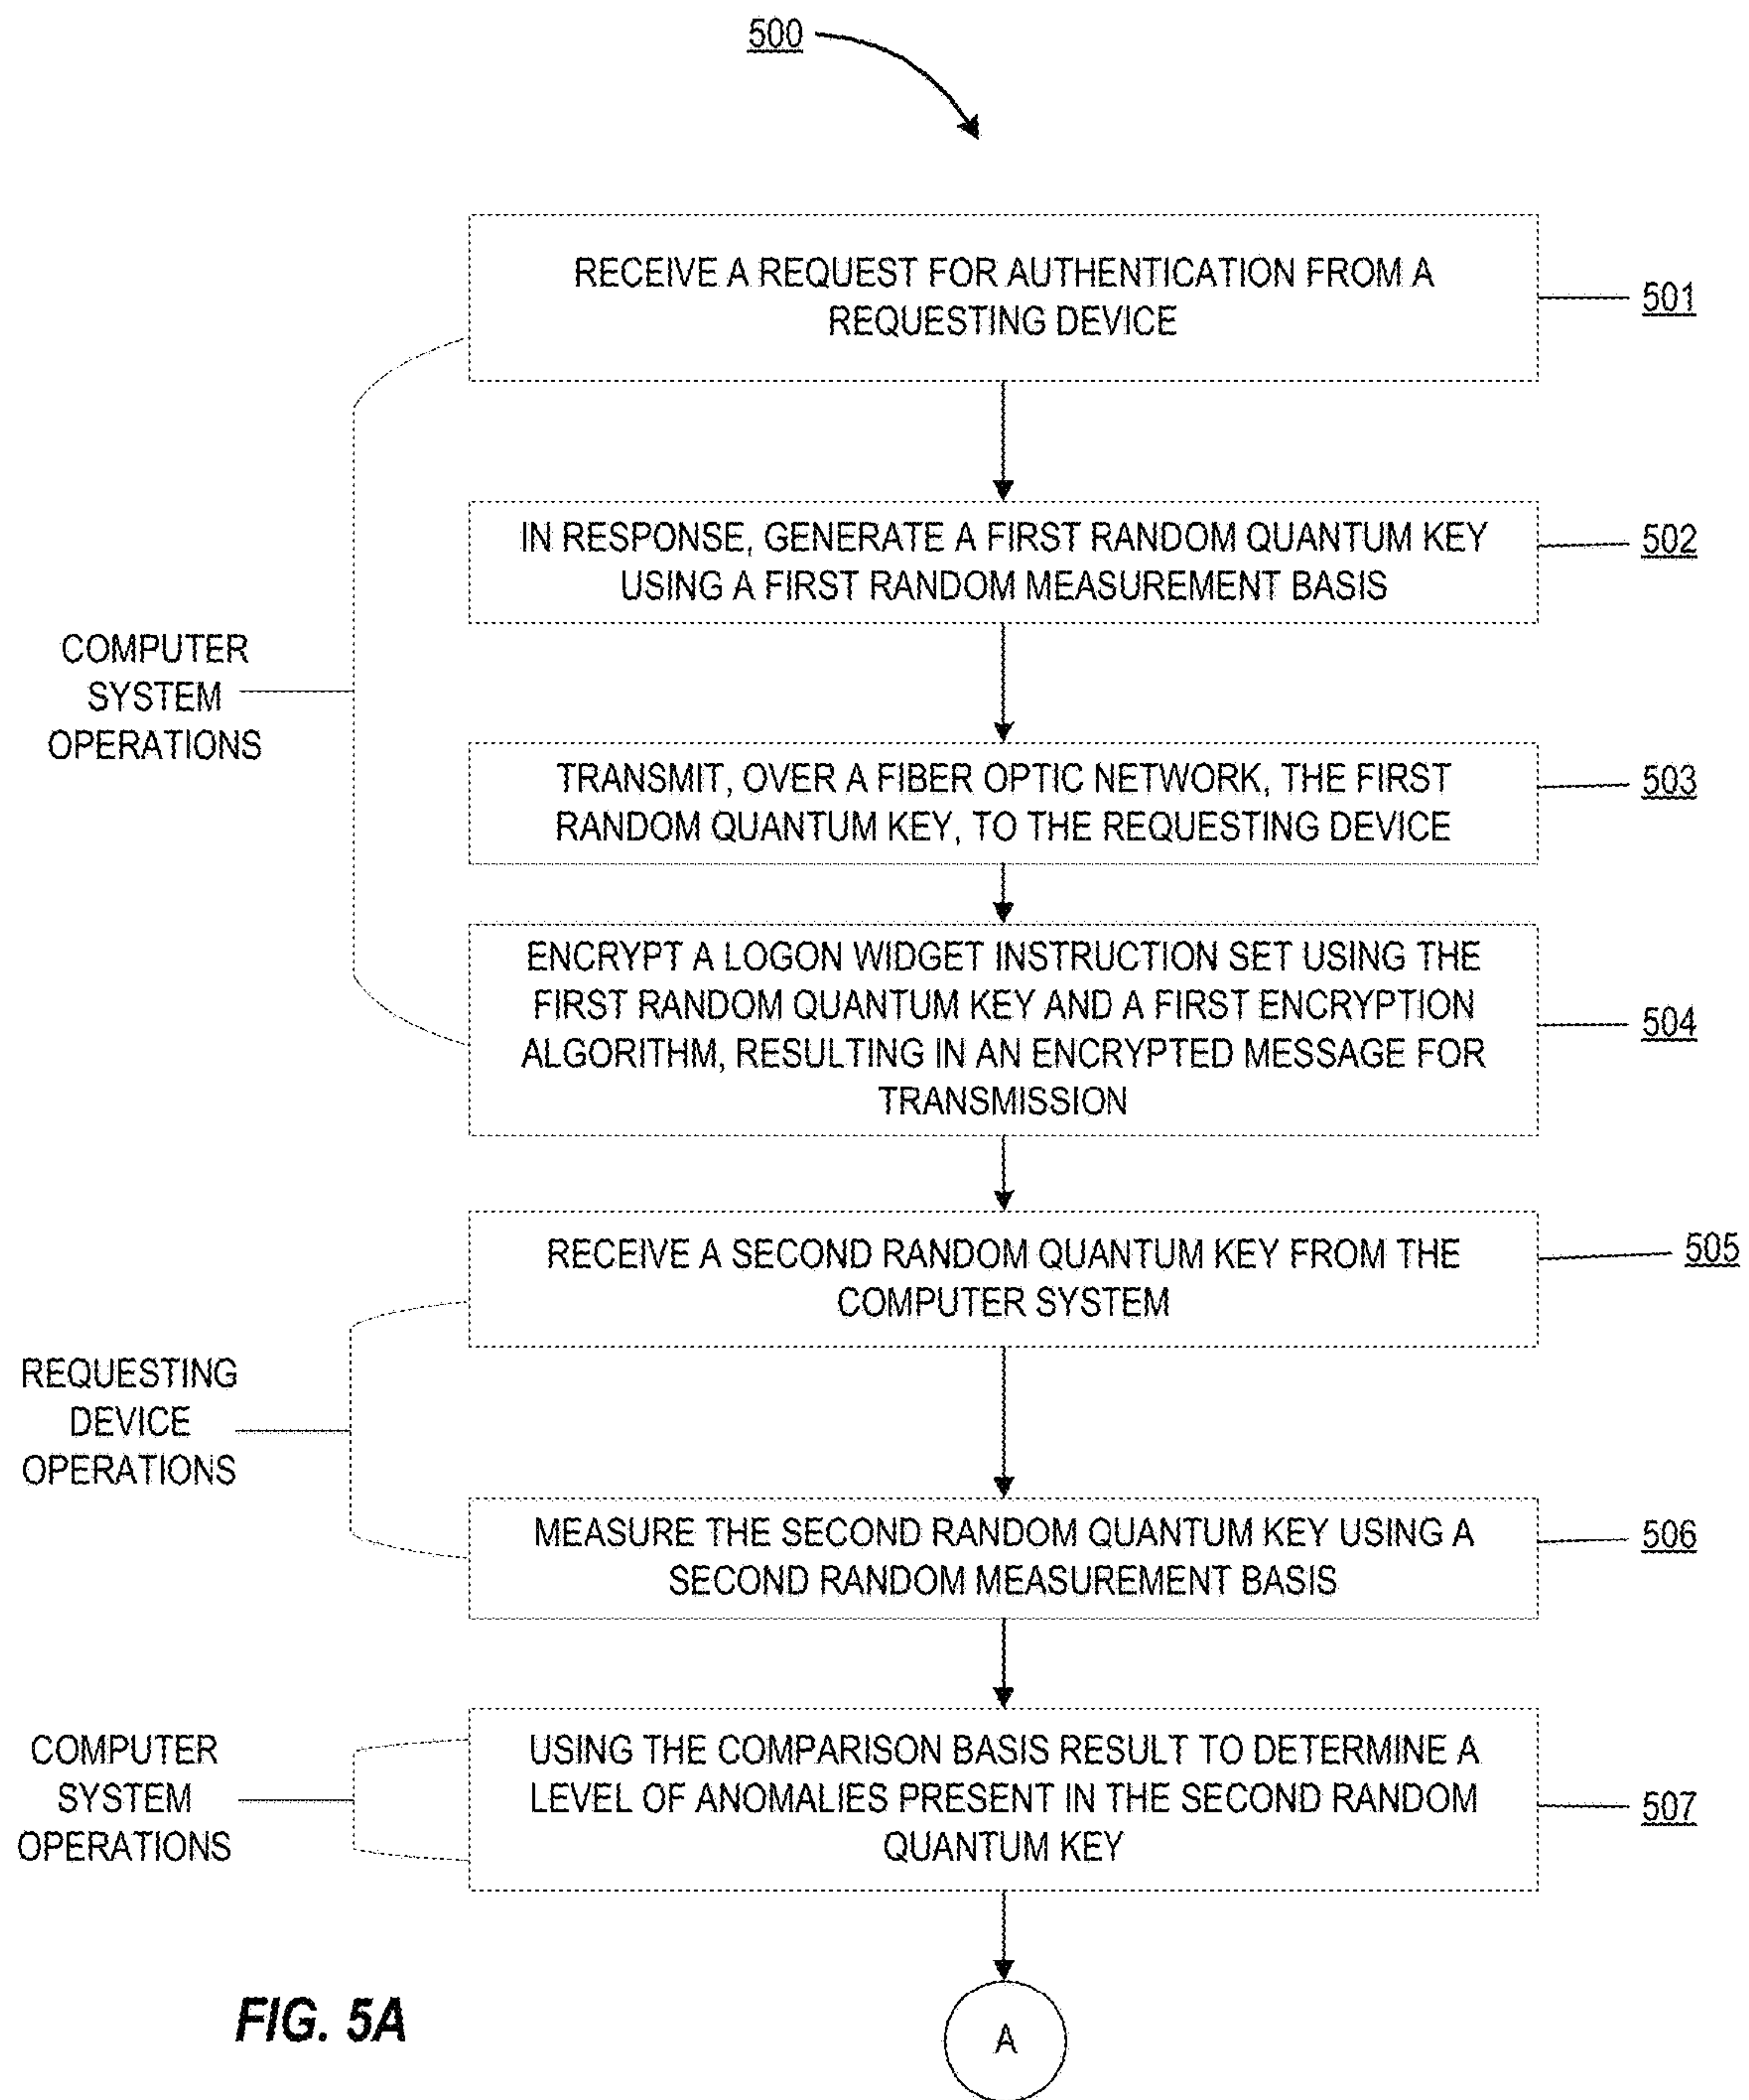 500
RECEIVE A REQUEST FOR AUTHENTICATION FROM A
REQUESTING DEVICE
501
IN RESPONSE, GENERATE A FIRST RANDOM QUANTUM KEY
USING A FIRST RANDOM MEASUREMENT BASIS
502
COMPUTER
SYSTEM
OPERATIONS
TRANSMIT, OVER A FIBER OPTIC NETWORK, THE FIRST
RANDOM QUANTUM KEY, TO THE REQUESTING DEVICE
503
ENCRYPT A LOGON WIDGET INSTRUCTION SET USING THE
FIRST RANDOM QUANTUM KEY AND A FIRST ENCRYPTION
ALGORITHM, RESULTING IN AN ENCRYPTED MESSAGE FOR
TRANSMISSION
504
RECEIVE A SECOND RANDOM QUANTUM KEY FROM THE
COMPUTER SYSTEM
505
REQUESTING
DEVICE
OPERATIONS
MEASURE THE SECOND RANDOM QUANTUM KEY USING A
SECOND RANDOM MEASUREMENT BASIS
506
COMPUTER
SYSTEM
OPERATIONS
USING THE COMPARISON BASIS RESULT TO DETERMINE A
LEVEL OF ANOMALIES PRESENT IN THE SECOND RANDOM
QUANTUM KEY
507
FIG. 5A
A